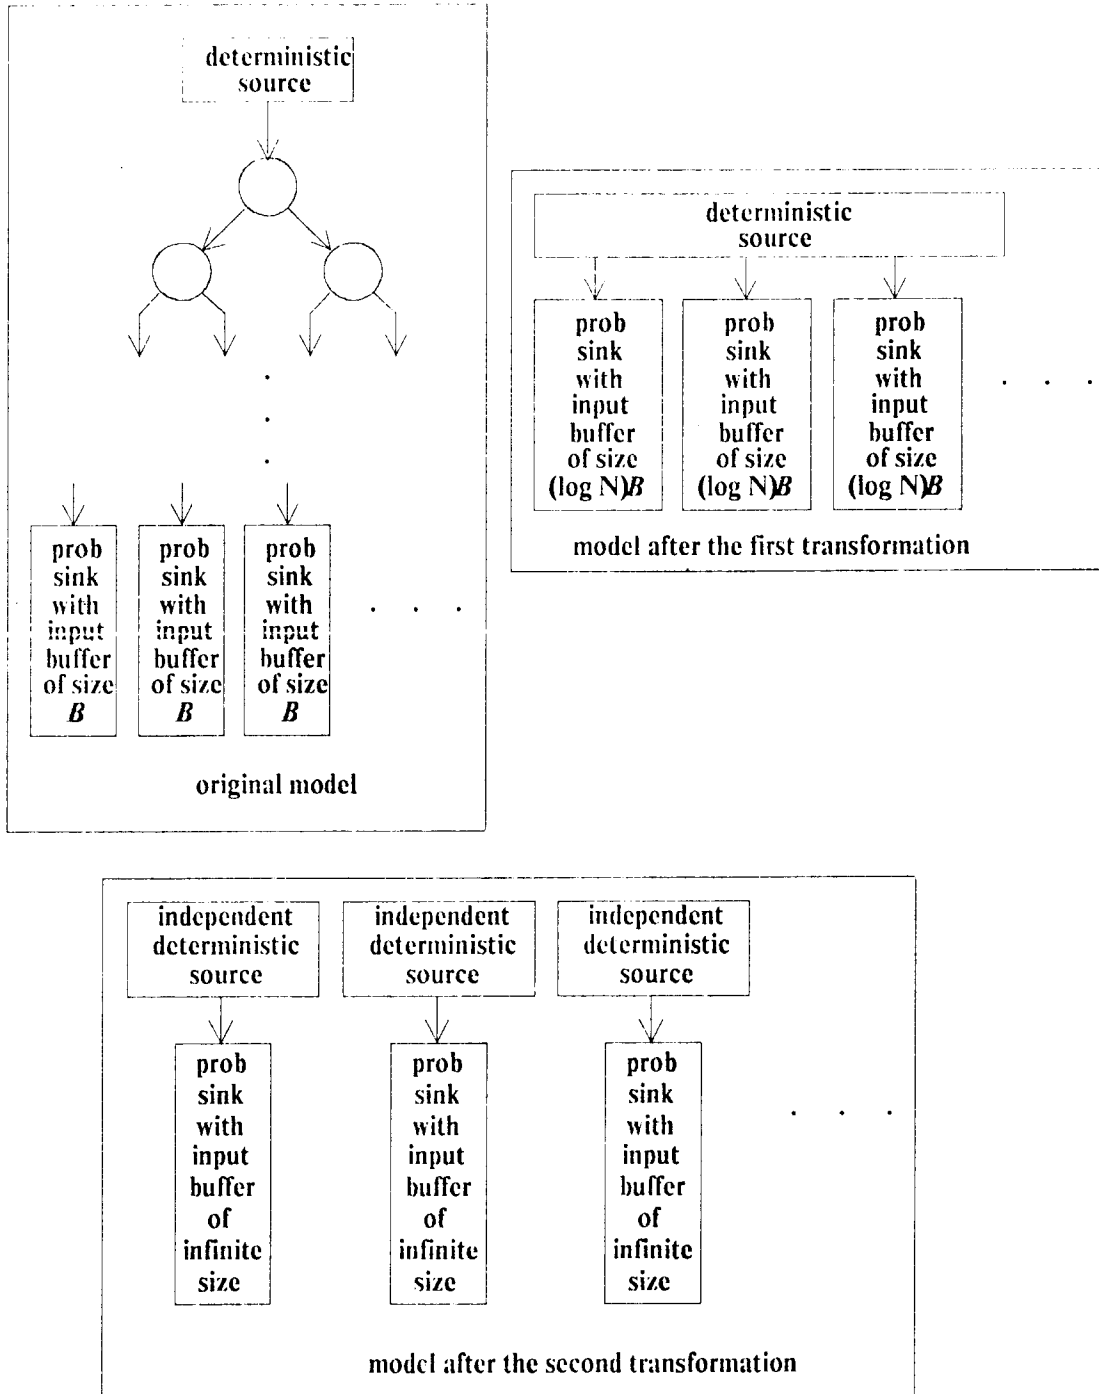 deterministic
source
prob
sink
with
input
buffer
of size
B
prob
sink
with
input
buffer
of size
B
prob
sink
with
input
buffer
of size
B
. . .
original model
deterministic
source
prob
sink
with
input
buffer
of size
(log N)B
prob
sink
with
input
buffer
of size
(log N)B
prob
sink
with
input
buffer
of size
(log N)B
. . .
model after the first transformation
independent
deterministic
source
independent
deterministic
source
independent
deterministic
source
prob
sink
with
input
buffer
of
infinite
size
prob
sink
with
input
buffer
of
infinite
size
prob
sink
with
input
buffer
of
infinite
size
. . .
model after the second transformation